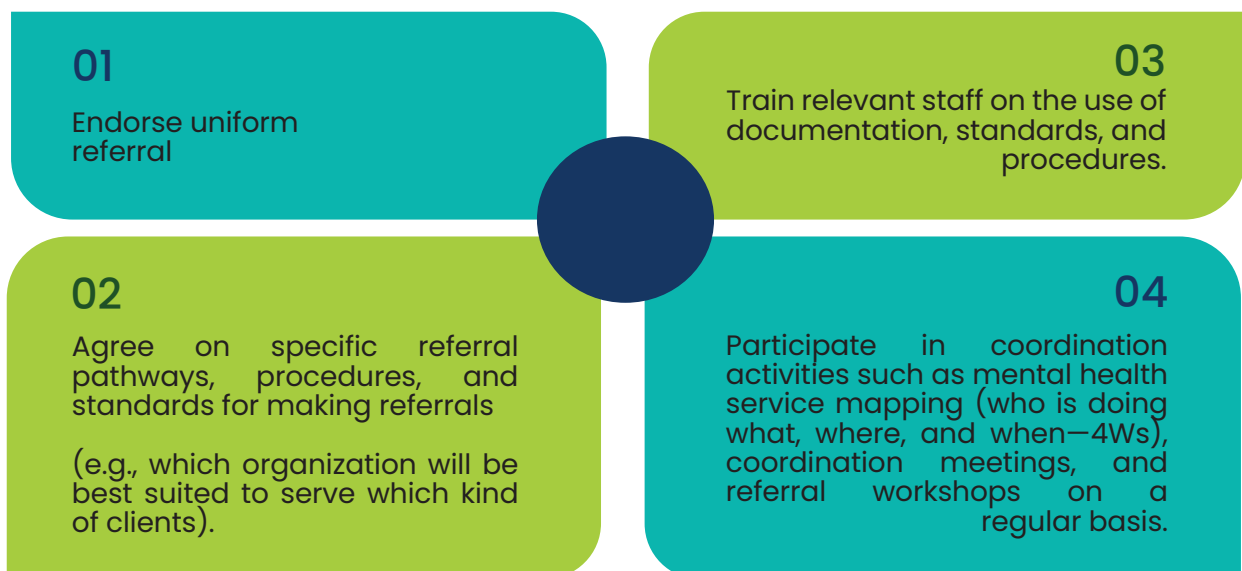 01
Endorse uniform
referral
02
Agree on specific referral
pathways, procedures, and
standards for making referrals
(e.g., which organization will be
best suited to serve which kind
of clients).
03
Train relevant staff on the use of
documentation, standards, and
procedures.
04
Participate in coordination
activities such as mental health
service mapping (who is doing
what, where, and when—4Ws),
coordination meetings, and
referral workshops on a
regular basis.